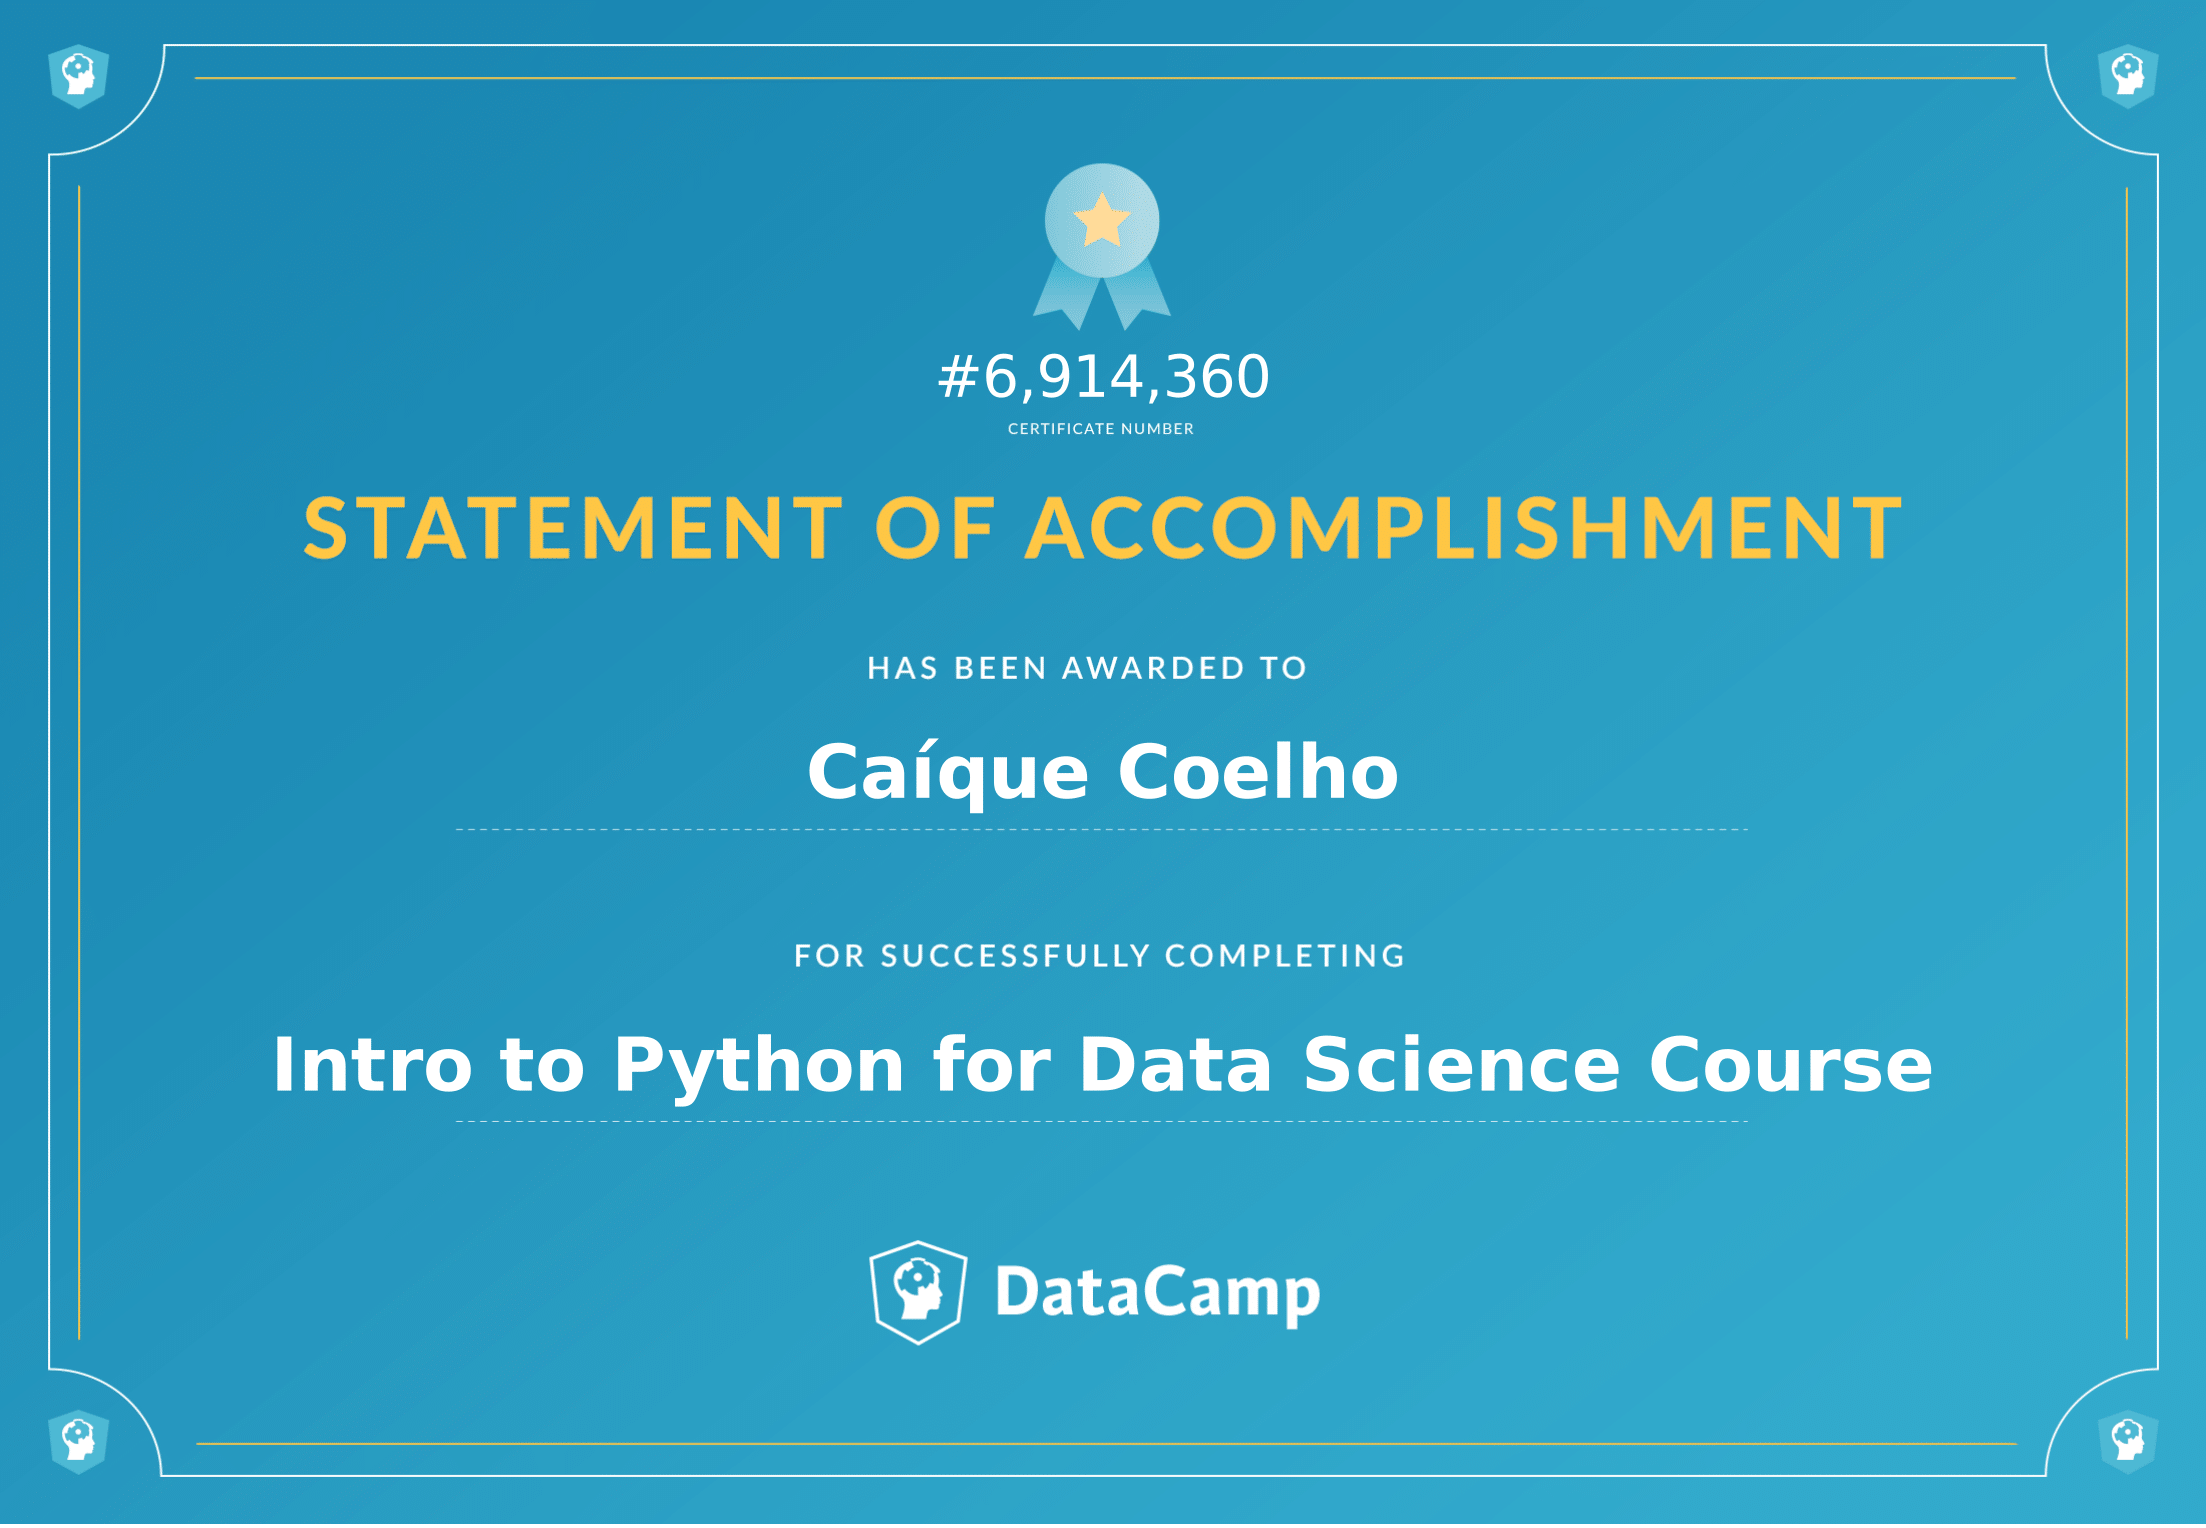 #6,914,360
CERTIFICATE NUMBER
STATEMENT OF ACCOMPLISHMENT
HAS BEEN AWARDED TO
Caíque Coelho
FOR SUCCESSFULLY COMPLETING
Intro to Python for Data Science Course
DataCamp